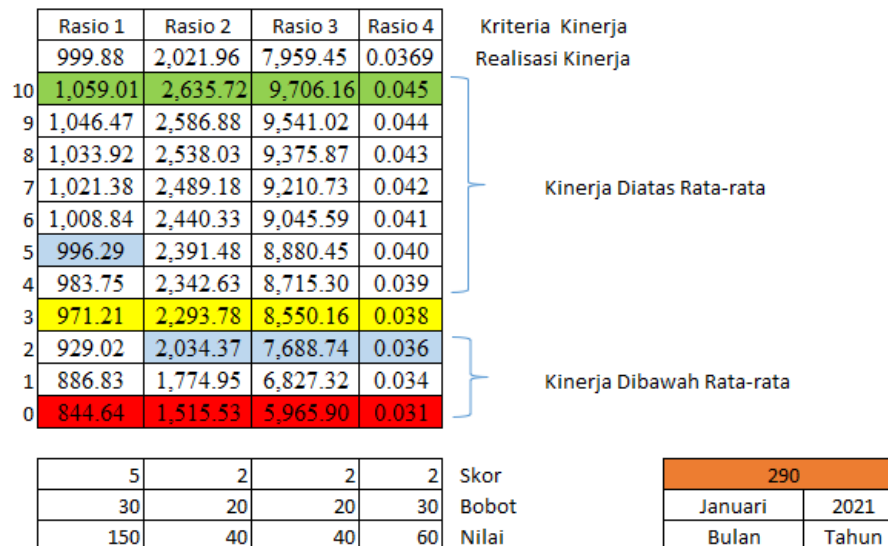 Rasio 1 Rasio 2 Rasio 3 Rasio 4 Kriteria Kinerja
999.88 2,021.96 7,959.45 0.0369 Realisasi Kinerja
10 1,059.01 2,635.72 9,706.16 0.045
9 1,046.47 2,586.88 9,541.02 0.044
8 1,033.92 2,538.03 9,375.87 0.043
7 1,021.38 2,489.18 9,210.73 0.042 Kinerja Diatas Rata-rata
6 1,008.84 2,440.33 9,045.59 0.041
5 996.29 2,391.48 8,880.45 0.040
4 983.75 2,342.63 8,715.30 0.039
3 971.21 2,293.78 8,550.16 0.038
2 929.02 2,034.37 7,688.74 0.036
1 886.83 1,774.95 6,827.32 0.034 Kinerja Dibawah Rata-rata
0 844.64 1,515.53 5,965.90 0.031
5 2 2 2 Skor 290
30 20 20 30 Bobot Januari 2021
150 40 40 60 Nilai Bulan Tahun